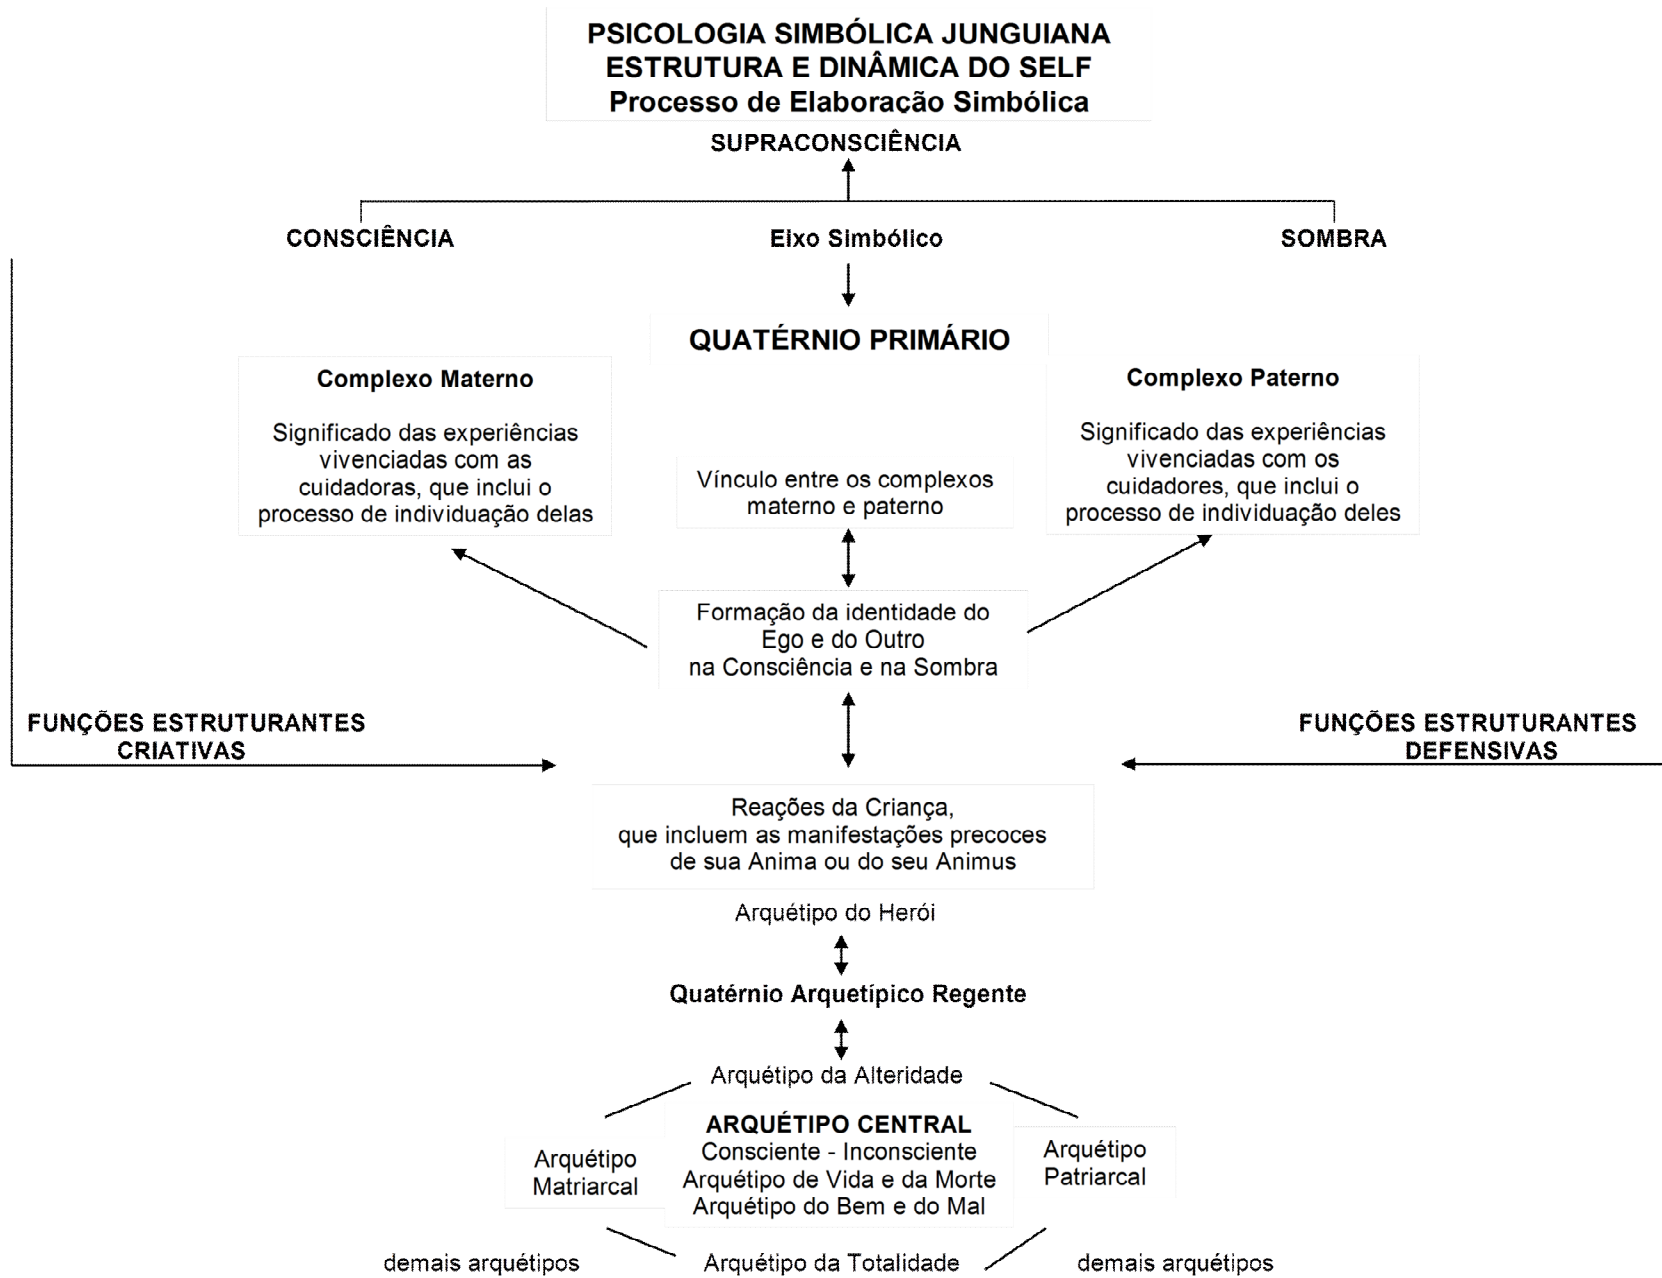 PSICOLOGIA SIMBÓLICA JUNGUIANA
ESTRUTURA E DINÂMICA DO SELF
Processo de Elaboração Simbólica
SUPRACONSCIÊNCIA
CONSCIÊNCIA
Eixo Simbólico
SOMBRA
QUATÉRNIO PRIMÁRIO
Complexo Materno
Significado das experiências
vivenciadas com as
cuidadoras, que inclui o
processo de individuação delas
Vínculo entre os complexos
materno e paterno
Complexo Paterno
Significado das experiências
vivenciadas com os
cuidadores, que inclui o
processo de individuação deles
Formação da identidade do
Ego e do Outro
na Consciência e na Sombra
FUNÇÕES ESTRUTURANTES
CRIATIVAS
FUNÇÕES ESTRUTURANTES
DEFENSIVAS
Reações da Criança,
que incluem as manifestações precoces
de sua Anima ou do seu Animus
Arquétipo do Herói
Quatérnio Arquetípico Regente
Arquétipo da Alteridade
Arquétipo
Matriarcal
ARQUÉTIPO CENTRAL
Consciente - Inconsciente
Arquétipo de Vida e da Morte
Arquétipo do Bem e do Mal
Arquétipo
Patriarcal
demais arquétipos
Arquétipo da Totalidade
demais arquétipos